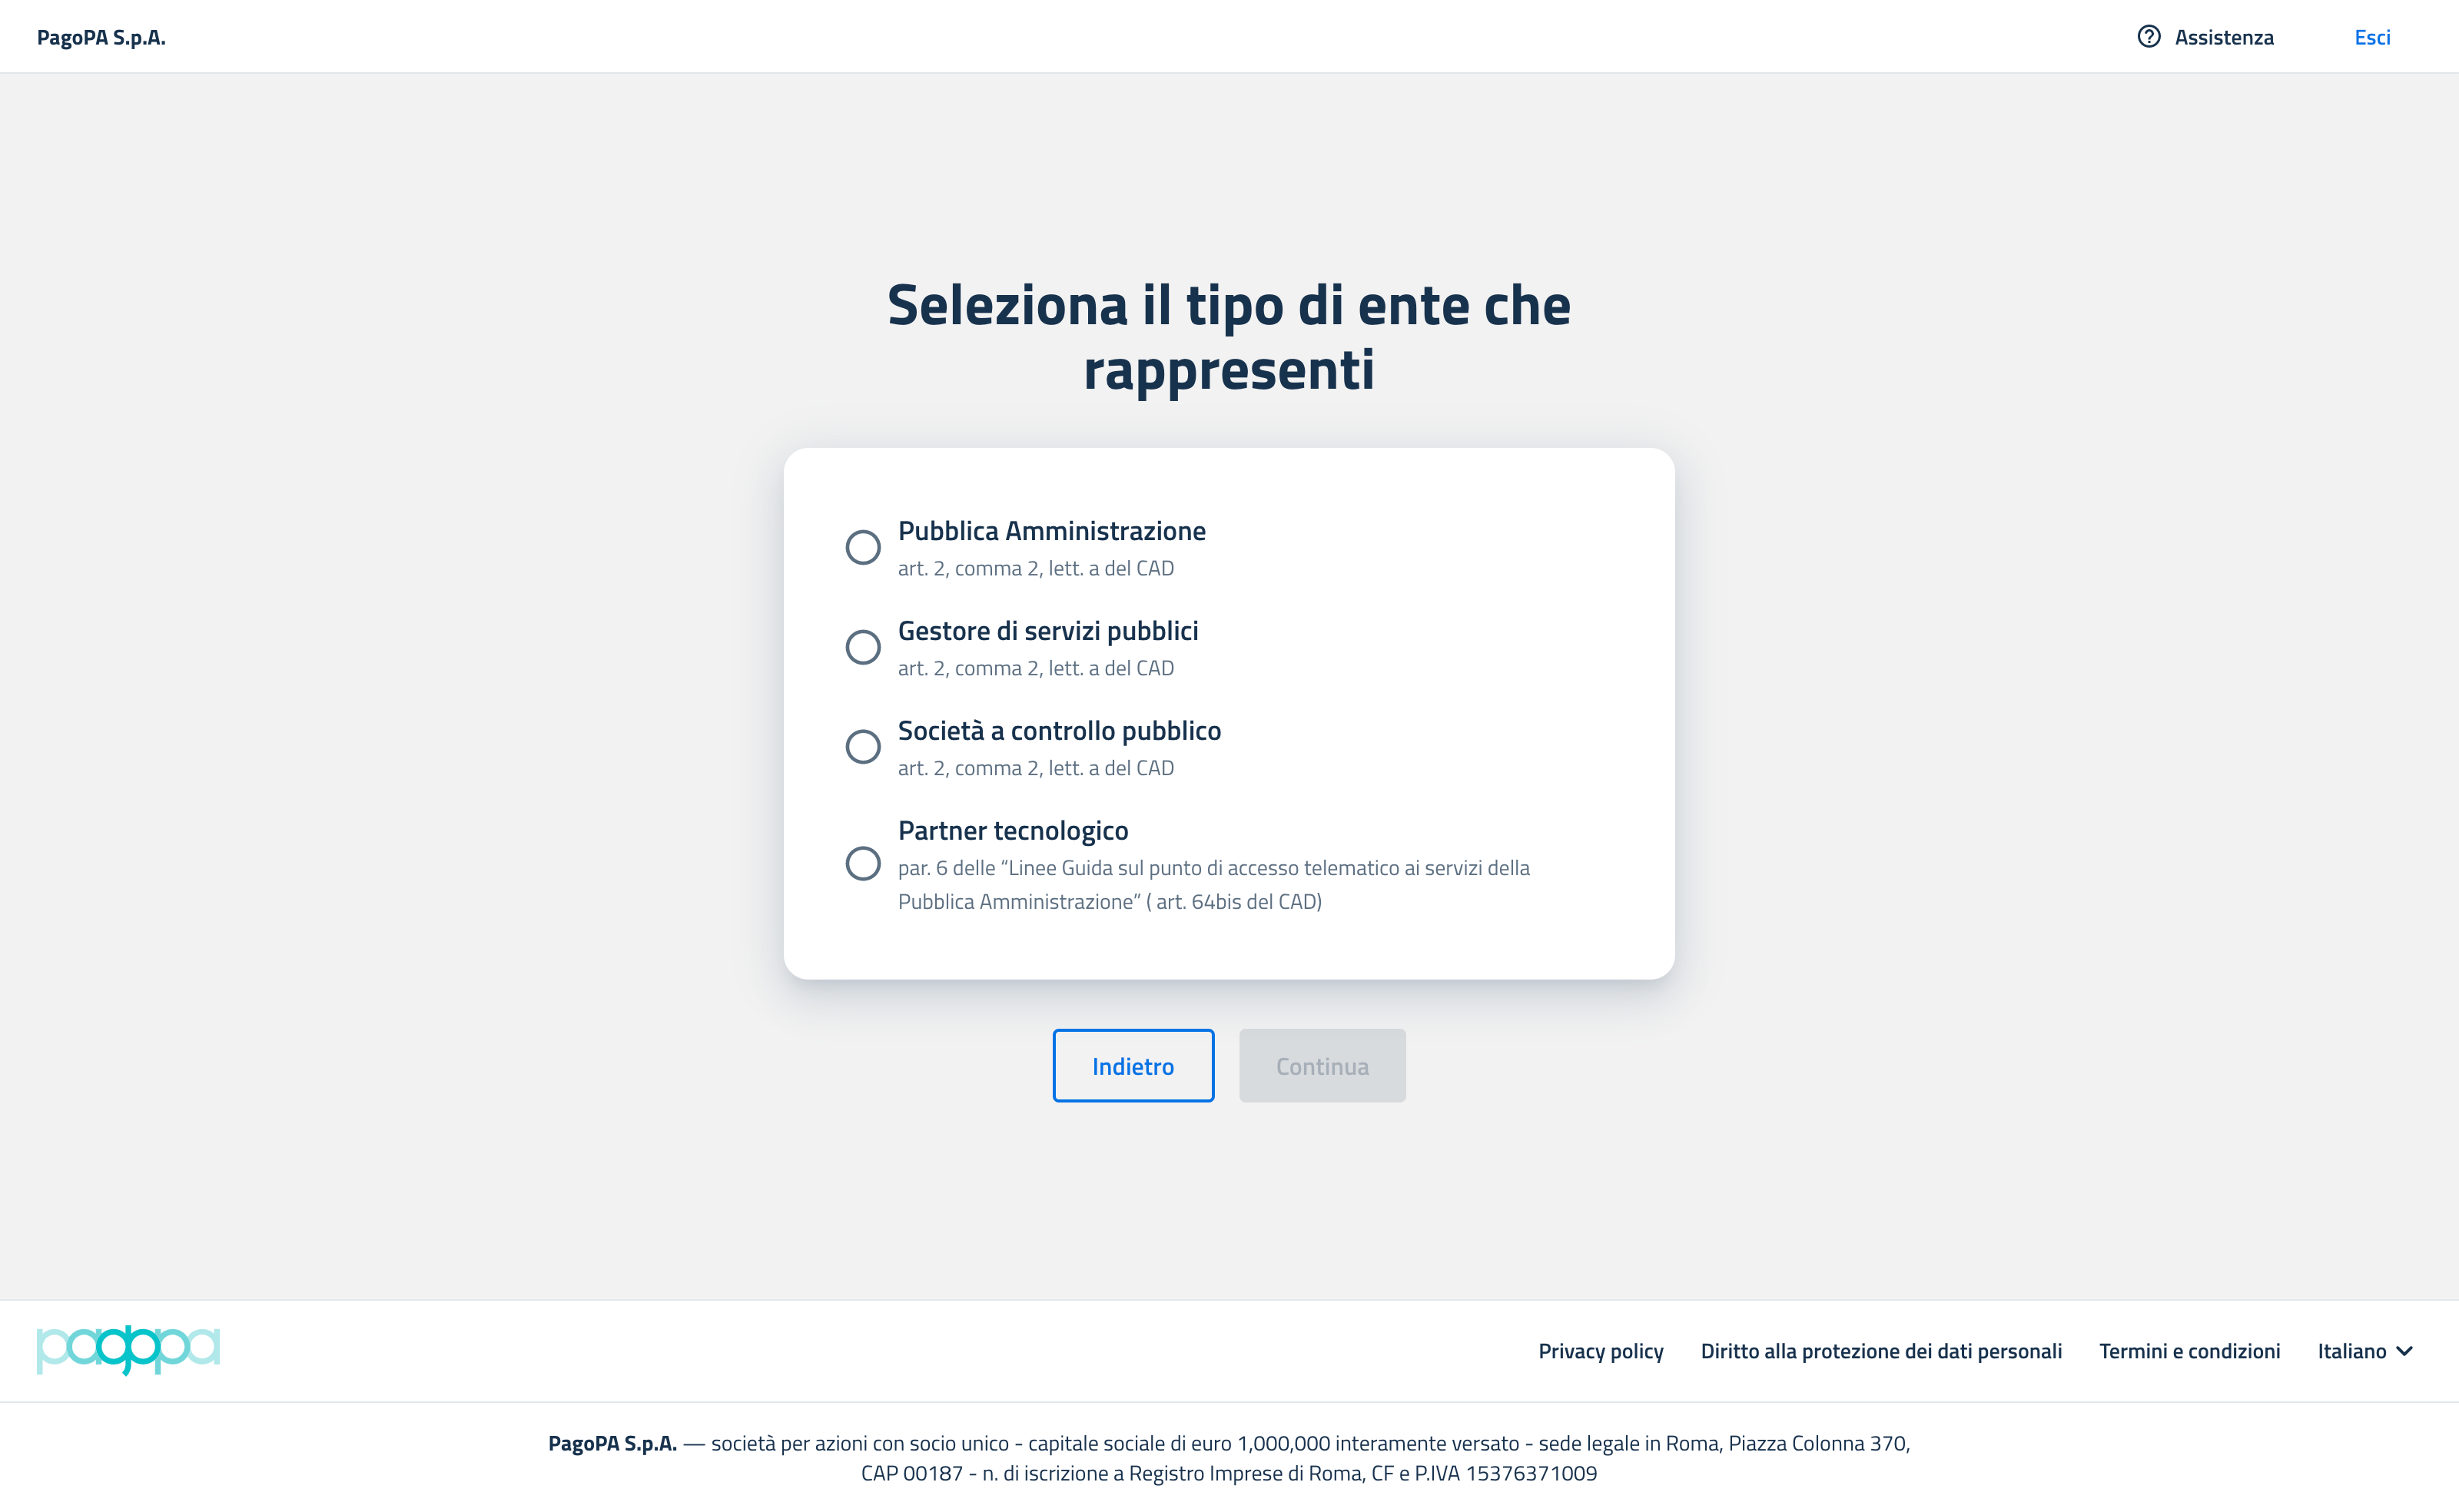 PagoPA S.p.A.
Assistenza
Esci
Seleziona il tipo di ente che
rappresenti
Pubblica Amministrazione
art. 2, comma 2, lett. a del CAD
Gestore di servizi pubblici
art. 2, comma 2, lett. a del CAD
Società a controllo pubblico
art. 2, comma 2, lett. a del CAD
Partner tecnologico
par. 6 delle “Linee Guida sul punto di accesso telematico ai servizi della
Pubblica Amministrazione” ( art. 64bis del CAD)
Indietro
Continua
pagopa
Privacy policy
Diritto alla protezione dei dati personali
Termini e condizioni
Italiano
PagoPA S.p.A. — società per azioni con socio unico - capitale sociale di euro 1,000,000 interamente versato - sede legale in Roma, Piazza Colonna 370,
CAP 00187 - n. di iscrizione a Registro Imprese di Roma, CF e P.IVA 15376371009